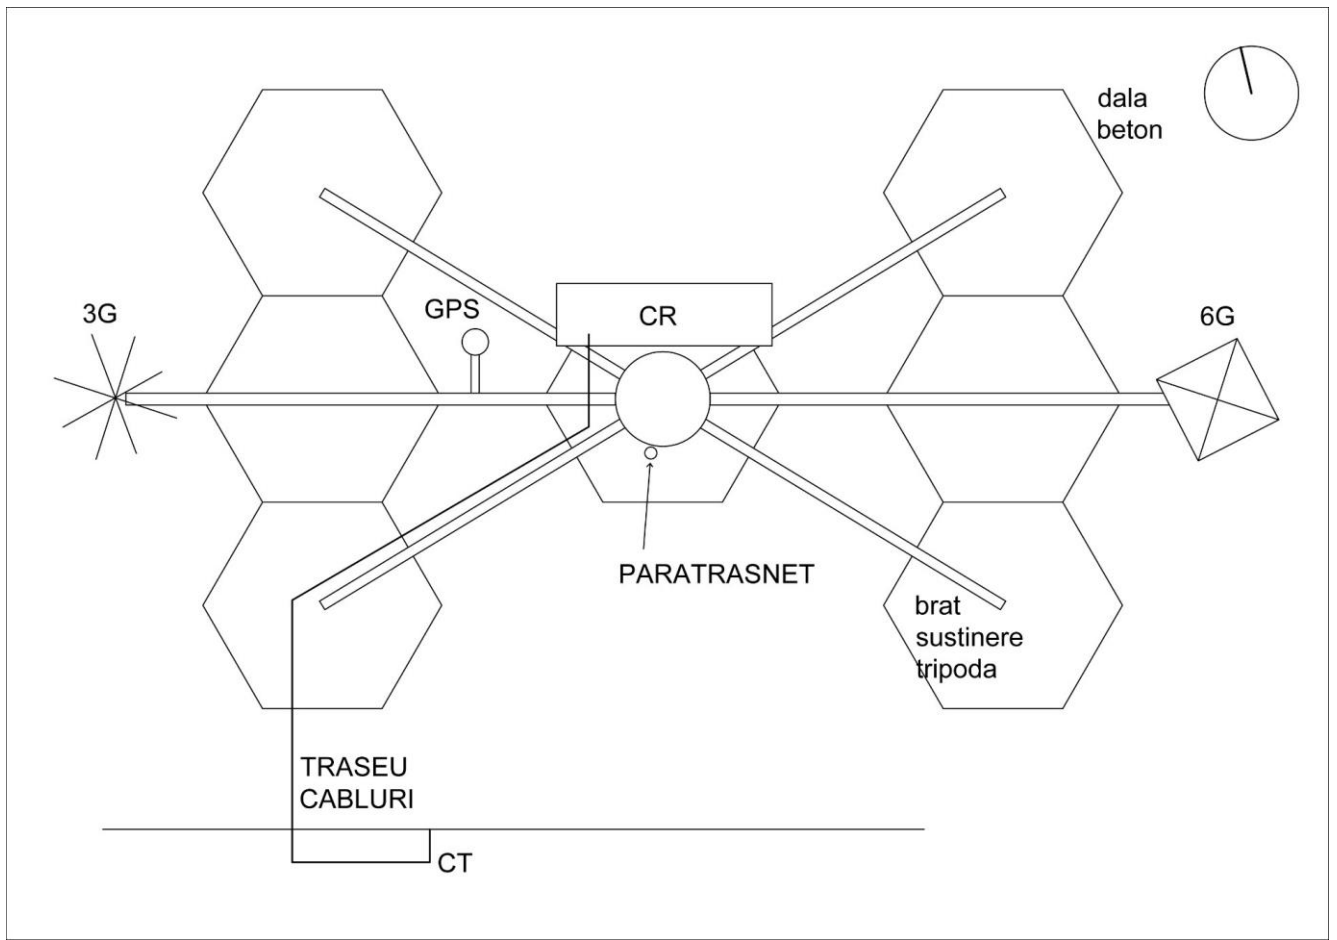 dala
beton
3G
GPS
CR
6G
PARATRASNET
brat
sustinere
tripoda
TRASEU
CABLURI
CT